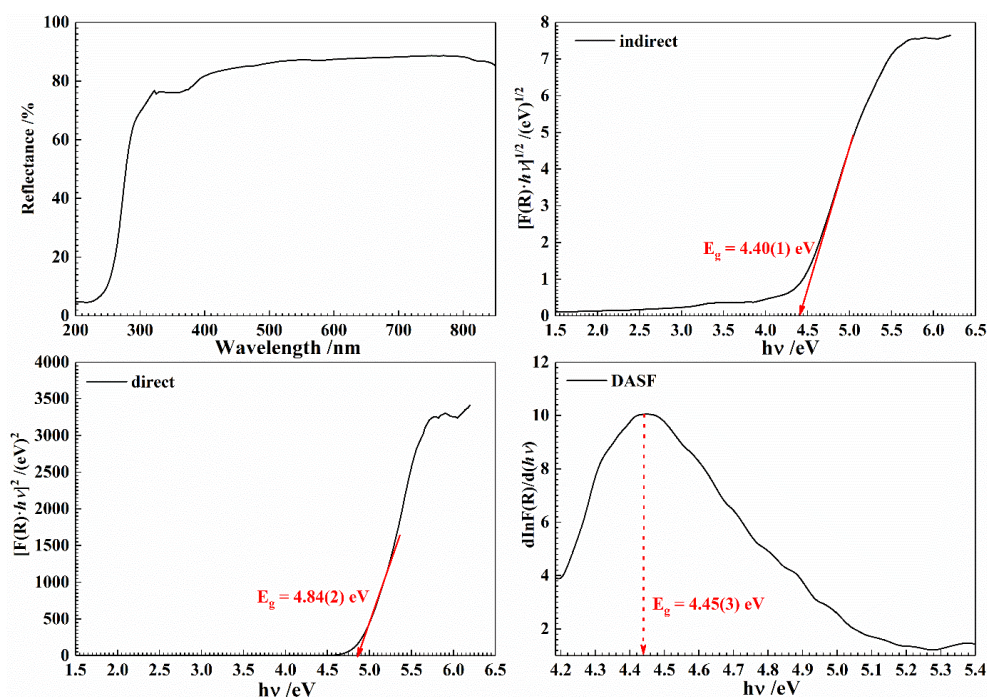 100
80
60
40
20
0
200 300 400 500 600 700 800
Reflectance /%
Wavelength /nm
indirect
8
7
6
5
4
3
2
1
0
1.5 2.0 2.5 3.0 3.5 4.0 4.5 5.0 5.5 6.0 6.5
[F(R)·hν]^1/2 /(eV)^1/2
hν /eV
E_g = 4.40(1) eV
direct
4000
3500
3000
2500
2000
1500
1000
500
0
1.5 2.0 2.5 3.0 3.5 4.0 4.5 5.0 5.5 6.0 6.5
[F(R)·hν]^2 /(eV)^2
hν /eV
E_g = 4.84(2) eV
DASF
12
10
8
6
4
2
4.2 4.3 4.4 4.5 4.6 4.7 4.8 4.9 5.0 5.1 5.2 5.3 5.4
dlnF(R)/d(hν)
hν /eV
E_g = 4.45(3) eV